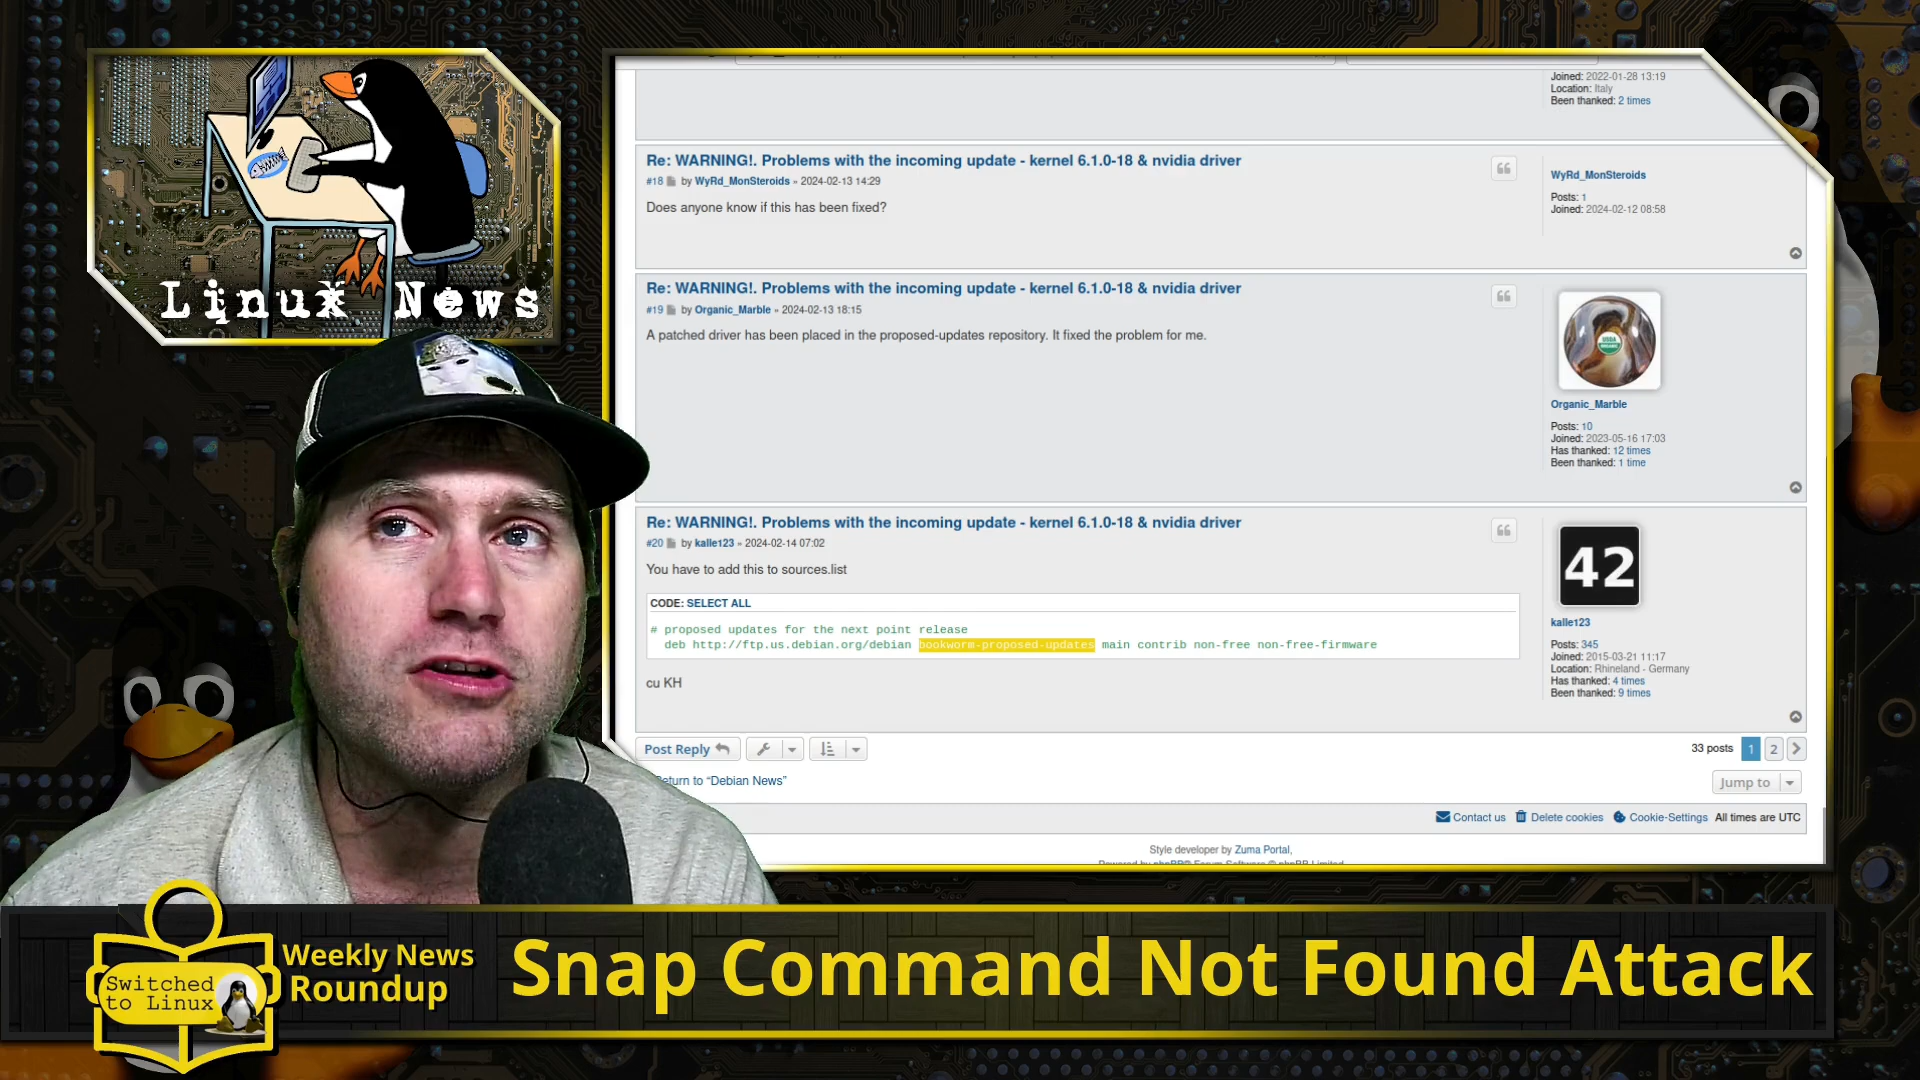 Linux News
Joined: 2022-01-28 13:19
Location: Italy
Been thanked: 2 times
Re: WARNING!. Problems with the incoming update - kernel 6.1.0-18 & nvidia driver
#18 by WyRd_MonSteroids » 2024-02-13 14:29
Does anyone know if this has been fixed?
WyRd_MonSteroids
Posts: 1
Joined: 2024-02-12 08:58
Re: WARNING!. Problems with the incoming update - kernel 6.1.0-18 & nvidia driver
#19 by Organic_Marble » 2024-02-13 18:15
A patched driver has been placed in the proposed-updates repository. It fixed the problem for me.
USDA
ORGANIC
Organic_Marble
Posts: 10
Joined: 2023-05-16 17:03
Has thanked: 12 times
Been thanked: 1 time
Re: WARNING!. Problems with the incoming update - kernel 6.1.0-18 & nvidia driver
#20 by kalle123 » 2024-02-14 07:02
You have to add this to sources.list
CODE: SELECT ALL
# proposed updates for the next point release
deb http://ftp.us.debian.org/debian bookworm-proposed-updates main contrib non-free non-free-firmware
cu KH
42
kalle123
Posts: 345
Joined: 2015-03-21 11:17
Location: Rhineland - Germany
Has thanked: 4 times
Been thanked: 9 times
Post Reply
33 posts 1 2
to “Debian News”
Jump to
Contact us Delete cookies Cookie-Settings All times are UTC
Style developer by Zuma Portal,
Powered by phpBB® Forum Software © phpBB Limited
Switched
to Linux
Weekly News
Roundup
Snap Command Not Found Attack